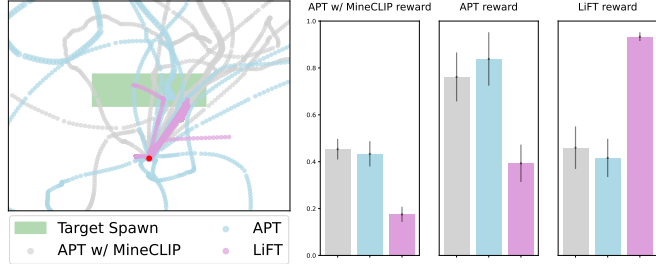 APT w/ MineCLIP reward
APT reward
LiFT reward
1.0
0.8
0.6
0.4
0.2
0.0
Target Spawn
APT
APT w/ MineCLIP
LiFT